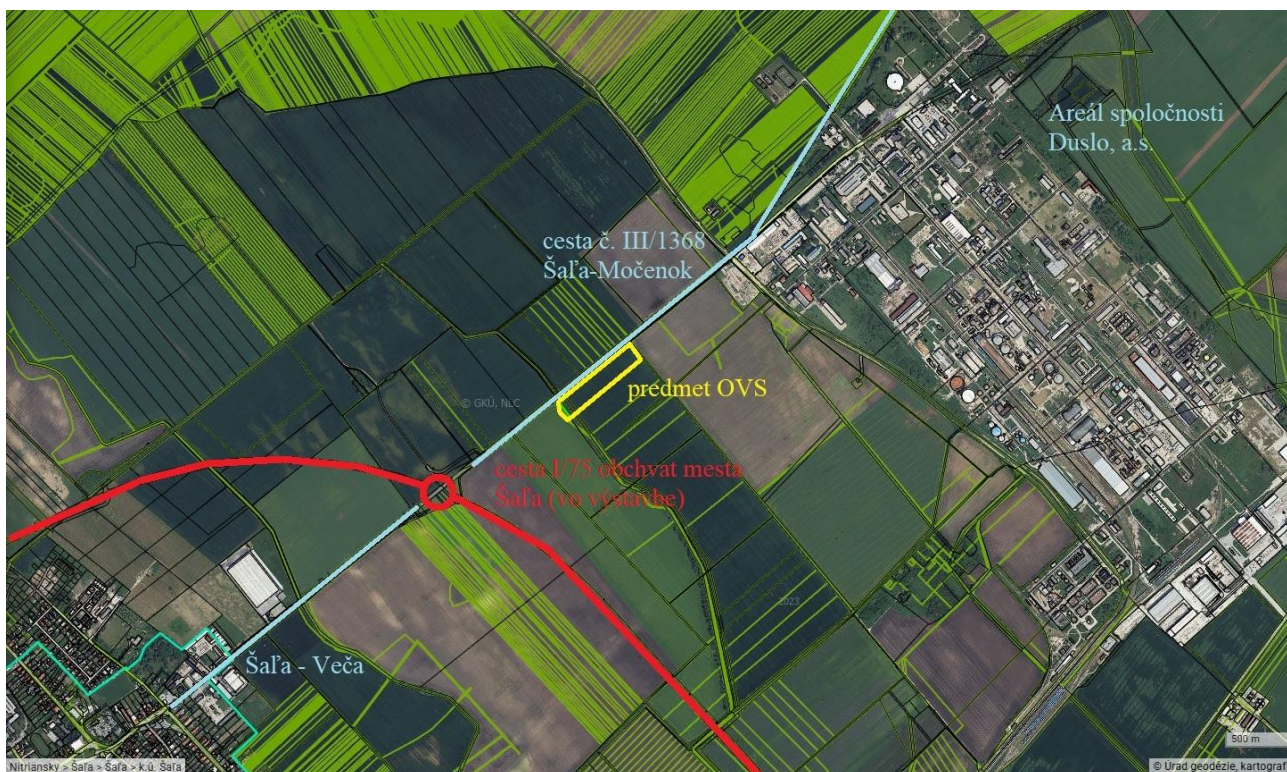 Areál spoločnosti
Duslo, a.s.
cesta č. III/1368
Šaľa-Močenok
predmet OVS
© GKÚ, NLC
cesta I/75 obchvat mesta
Šaľa (vo výstavbe)
2023
Šaľa - Veča
500 m
Nitriansky > Šaľa > Šaľa > k.ú. Šaľa
© Úrad geodézie, kartograf